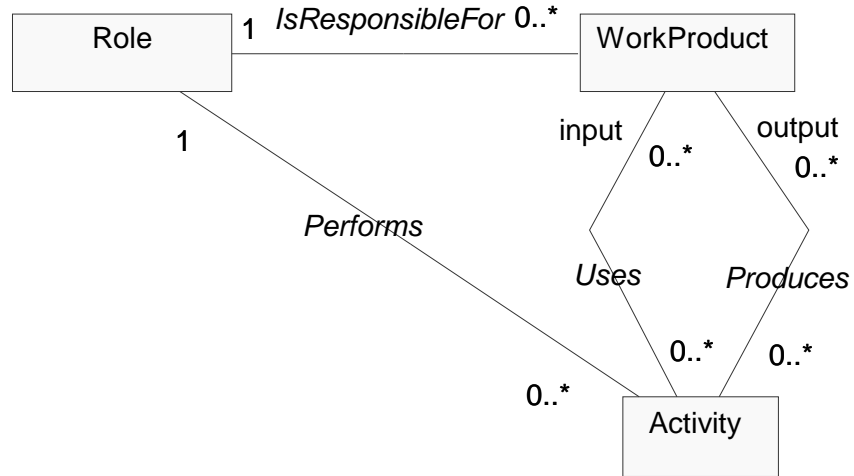 Role
1
IsResponsibleFor
0..*
WorkProduct
input
0..*
output
0..*
1
Performs
Uses
Produces
0..*
0..*
0..*
Activity